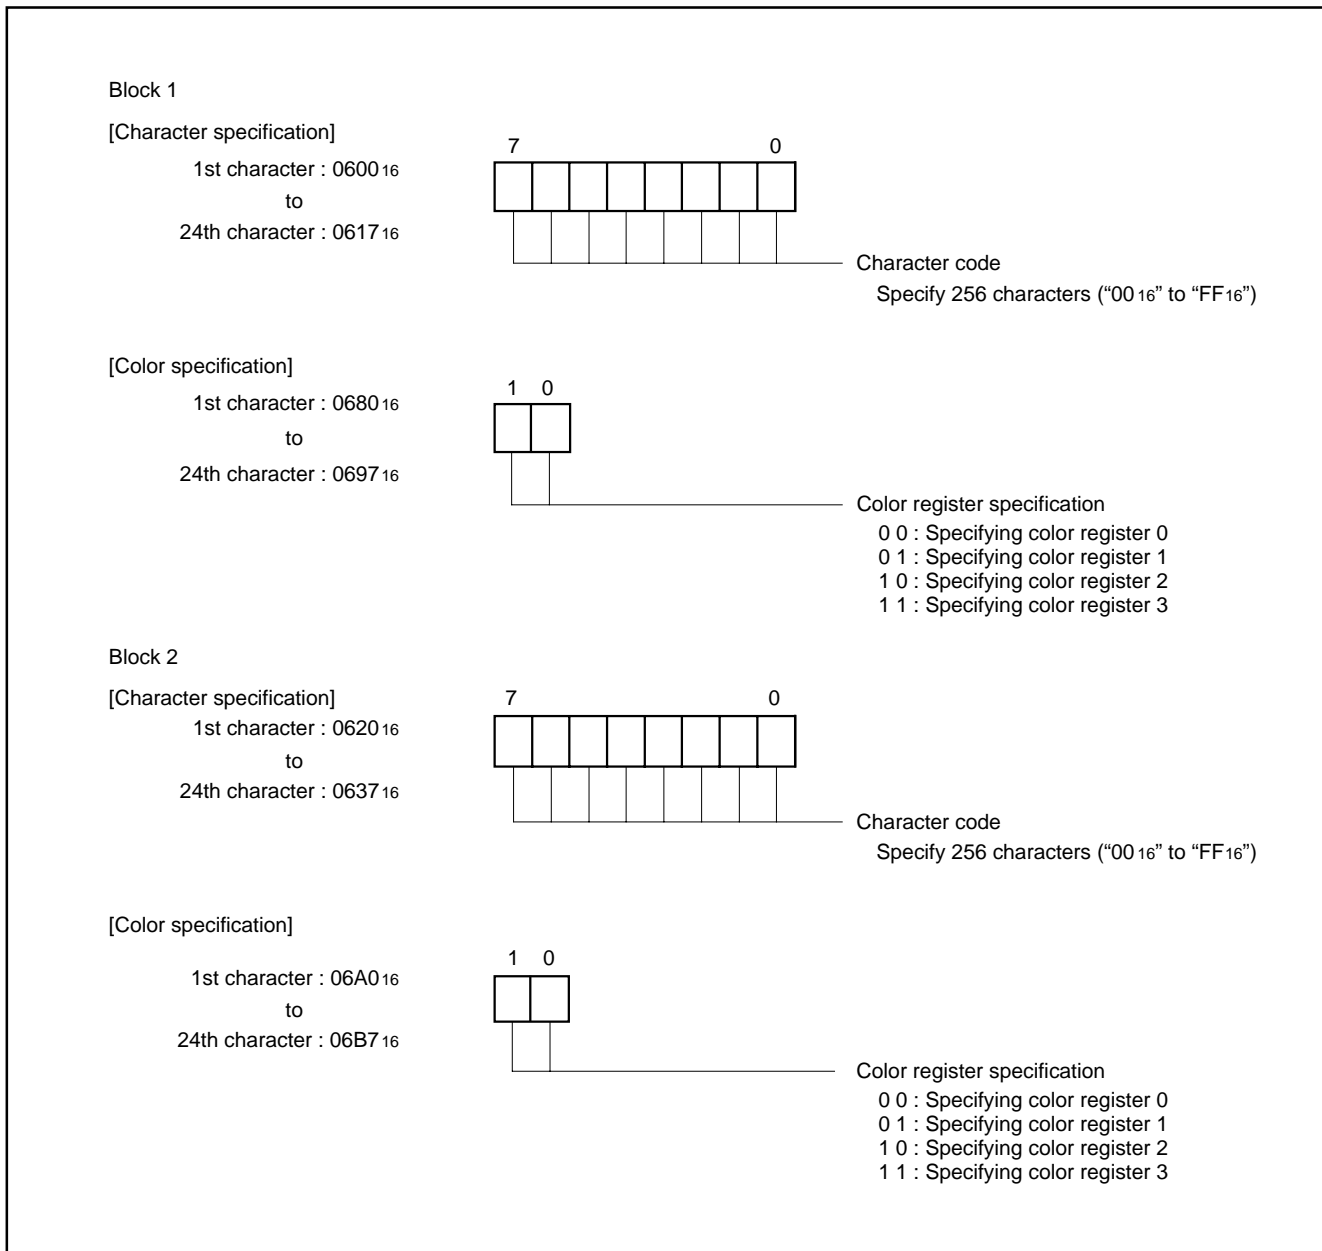 Block 1
[Character specification]
7 0
1st character : 060016
to
24th character : 061716
Character code
Specify 256 characters (“0016” to “FF16”)
[Color specification]
1 0
1st character : 068016
to
24th character : 069716
Color register specification
0 0 : Specifying color register 0
0 1 : Specifying color register 1
1 0 : Specifying color register 2
1 1 : Specifying color register 3
Block 2
[Character specification]
7 0
1st character : 062016
to
24th character : 063716
Character code
Specify 256 characters (“0016” to “FF16”)
[Color specification]
1 0
1st character : 06A016
to
24th character : 06B716
Color register specification
0 0 : Specifying color register 0
0 1 : Specifying color register 1
1 0 : Specifying color register 2
1 1 : Specifying color register 3